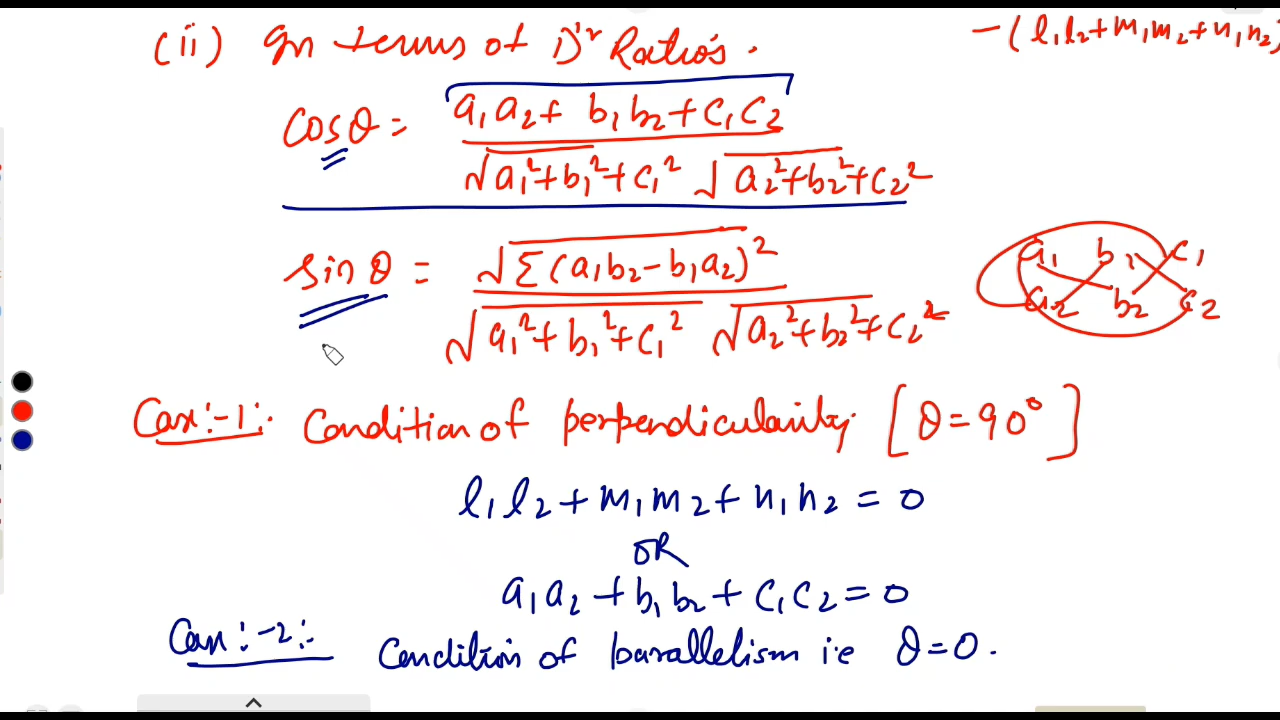 (ii) In terms of D'r Ratios.
-(l₁l₂+m₁m₂+n₁n₂)
cosθ = a₁a₂+ b₁b₂+c₁c₂ / √a₁²+b₁²+c₁² √a₂²+b₂²+c₂²
sinθ = √Σ(a₁b₂-b₁a₂)² / √a₁²+b₁²+c₁² √a₂²+b₂²+c₂²
a₁ b₁ c₁
a₂ b₂ c₂
Case:-1:- Condition of perpendicularity [θ=90°]
l₁l₂+m₁m₂+n₁n₂=0
OR
a₁a₂+b₁b₂+c₁c₂=0
Case:-2:- Condition of parallelism i.e θ=0.